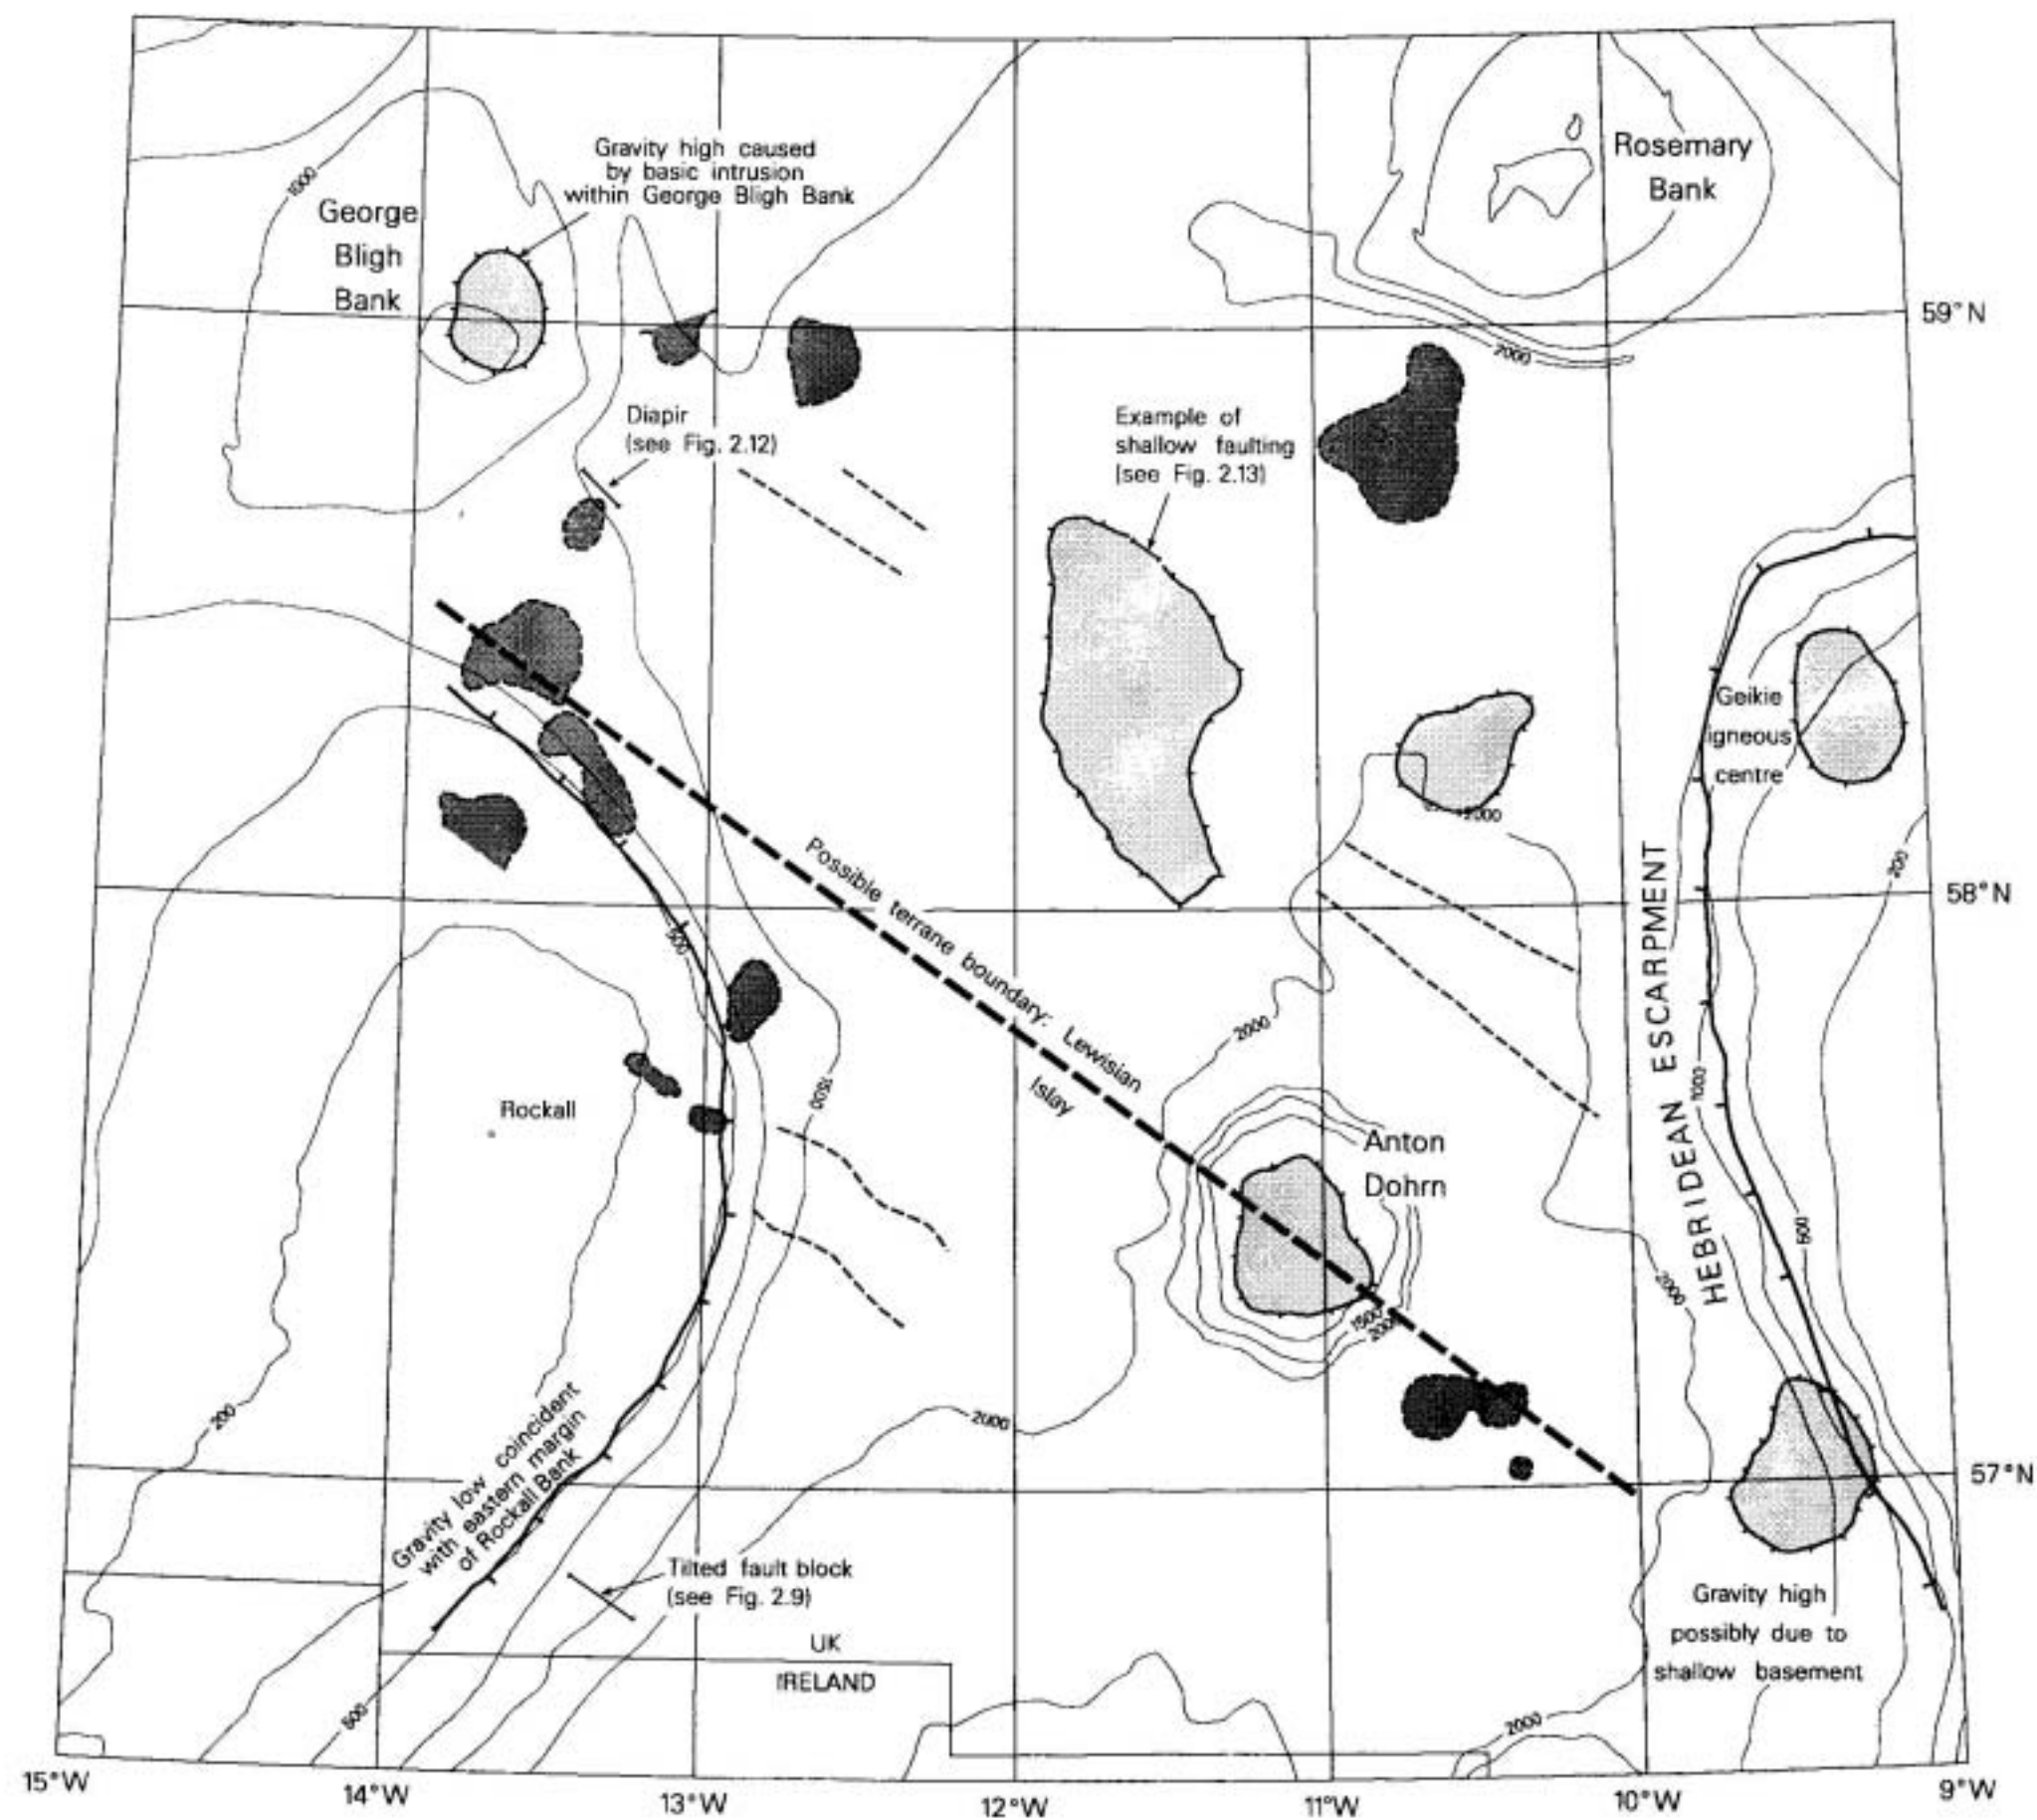 Rosemary
Bank
1000
George
Bligh
Bank
Gravity high caused
by basic intrusion
within George Bligh Bank
59°N
2000
Diapir
(see Fig. 2.12)
Example of
shallow faulting
(see Fig. 2.13)
Geikie
igneous
centre
2000
200
58°N
Possible terrane boundary: Lewisian
Islay
500
HEBRIDEAN ESCARPMENT
2000
1000
1500
Rockall
Anton
Dohrn
500
2000
1500
2000
200
2000
57°N
Gravity low coincident
with eastern margin
of Rockall Bank
Tilted fault block
(see Fig. 2.9)
Gravity high
possibly due to
shallow basement
UK
IRELAND
500
2000
15°W
14°W
13°W
12°W
11°W
10°W
9°W